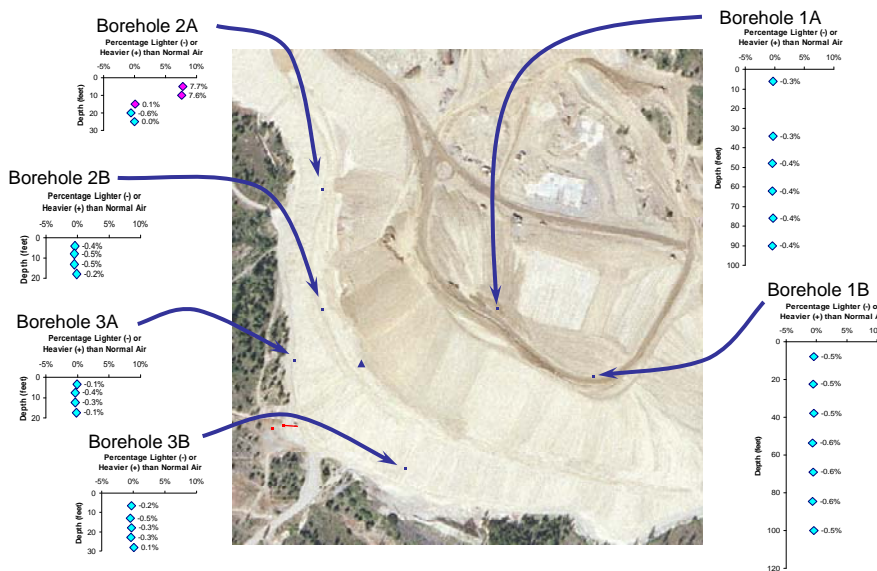 Borehole 2A
Percentage Lighter (-) or
Heavier (+) than Normal Air
-5% 0% 5% 10%
Depth (feet)
0
10
20
30
7.7%
7.6%
0.1%
-0.6%
0.0%
Borehole 2B
Percentage Lighter (-) or
Heavier (+) than Normal Air
-5% 0% 5% 10%
Depth (feet)
0
10
20
-0.4%
-0.5%
-0.5%
-0.2%
Borehole 3A
Percentage Lighter (-) or
Heavier (+) than Normal Air
-5% 0% 5% 10%
Depth (feet)
0
10
20
-0.1%
-0.4%
-0.3%
-0.1%
Borehole 3B
Percentage Lighter (-) or
Heavier (+) than Normal Air
-5% 0% 5% 10%
Depth (feet)
0
10
20
30
-0.2%
-0.5%
-0.3%
-0.3%
0.1%
Borehole 1A
Percentage Lighter (-) or
Heavier (+) than Normal Air
-5% 0% 5% 10%
Depth (feet)
0
10
20
30
40
50
60
70
80
90
100
-0.3%
-0.3%
-0.4%
-0.4%
-0.4%
-0.4%
Borehole 1B
Percentage Lighter (-) or
Heavier (+) than Normal Ai
-5% 0% 5% 10%
Depth (feet)
0
20
40
60
80
100
120
-0.5%
-0.5%
-0.5%
-0.6%
-0.6%
-0.6%
-0.5%